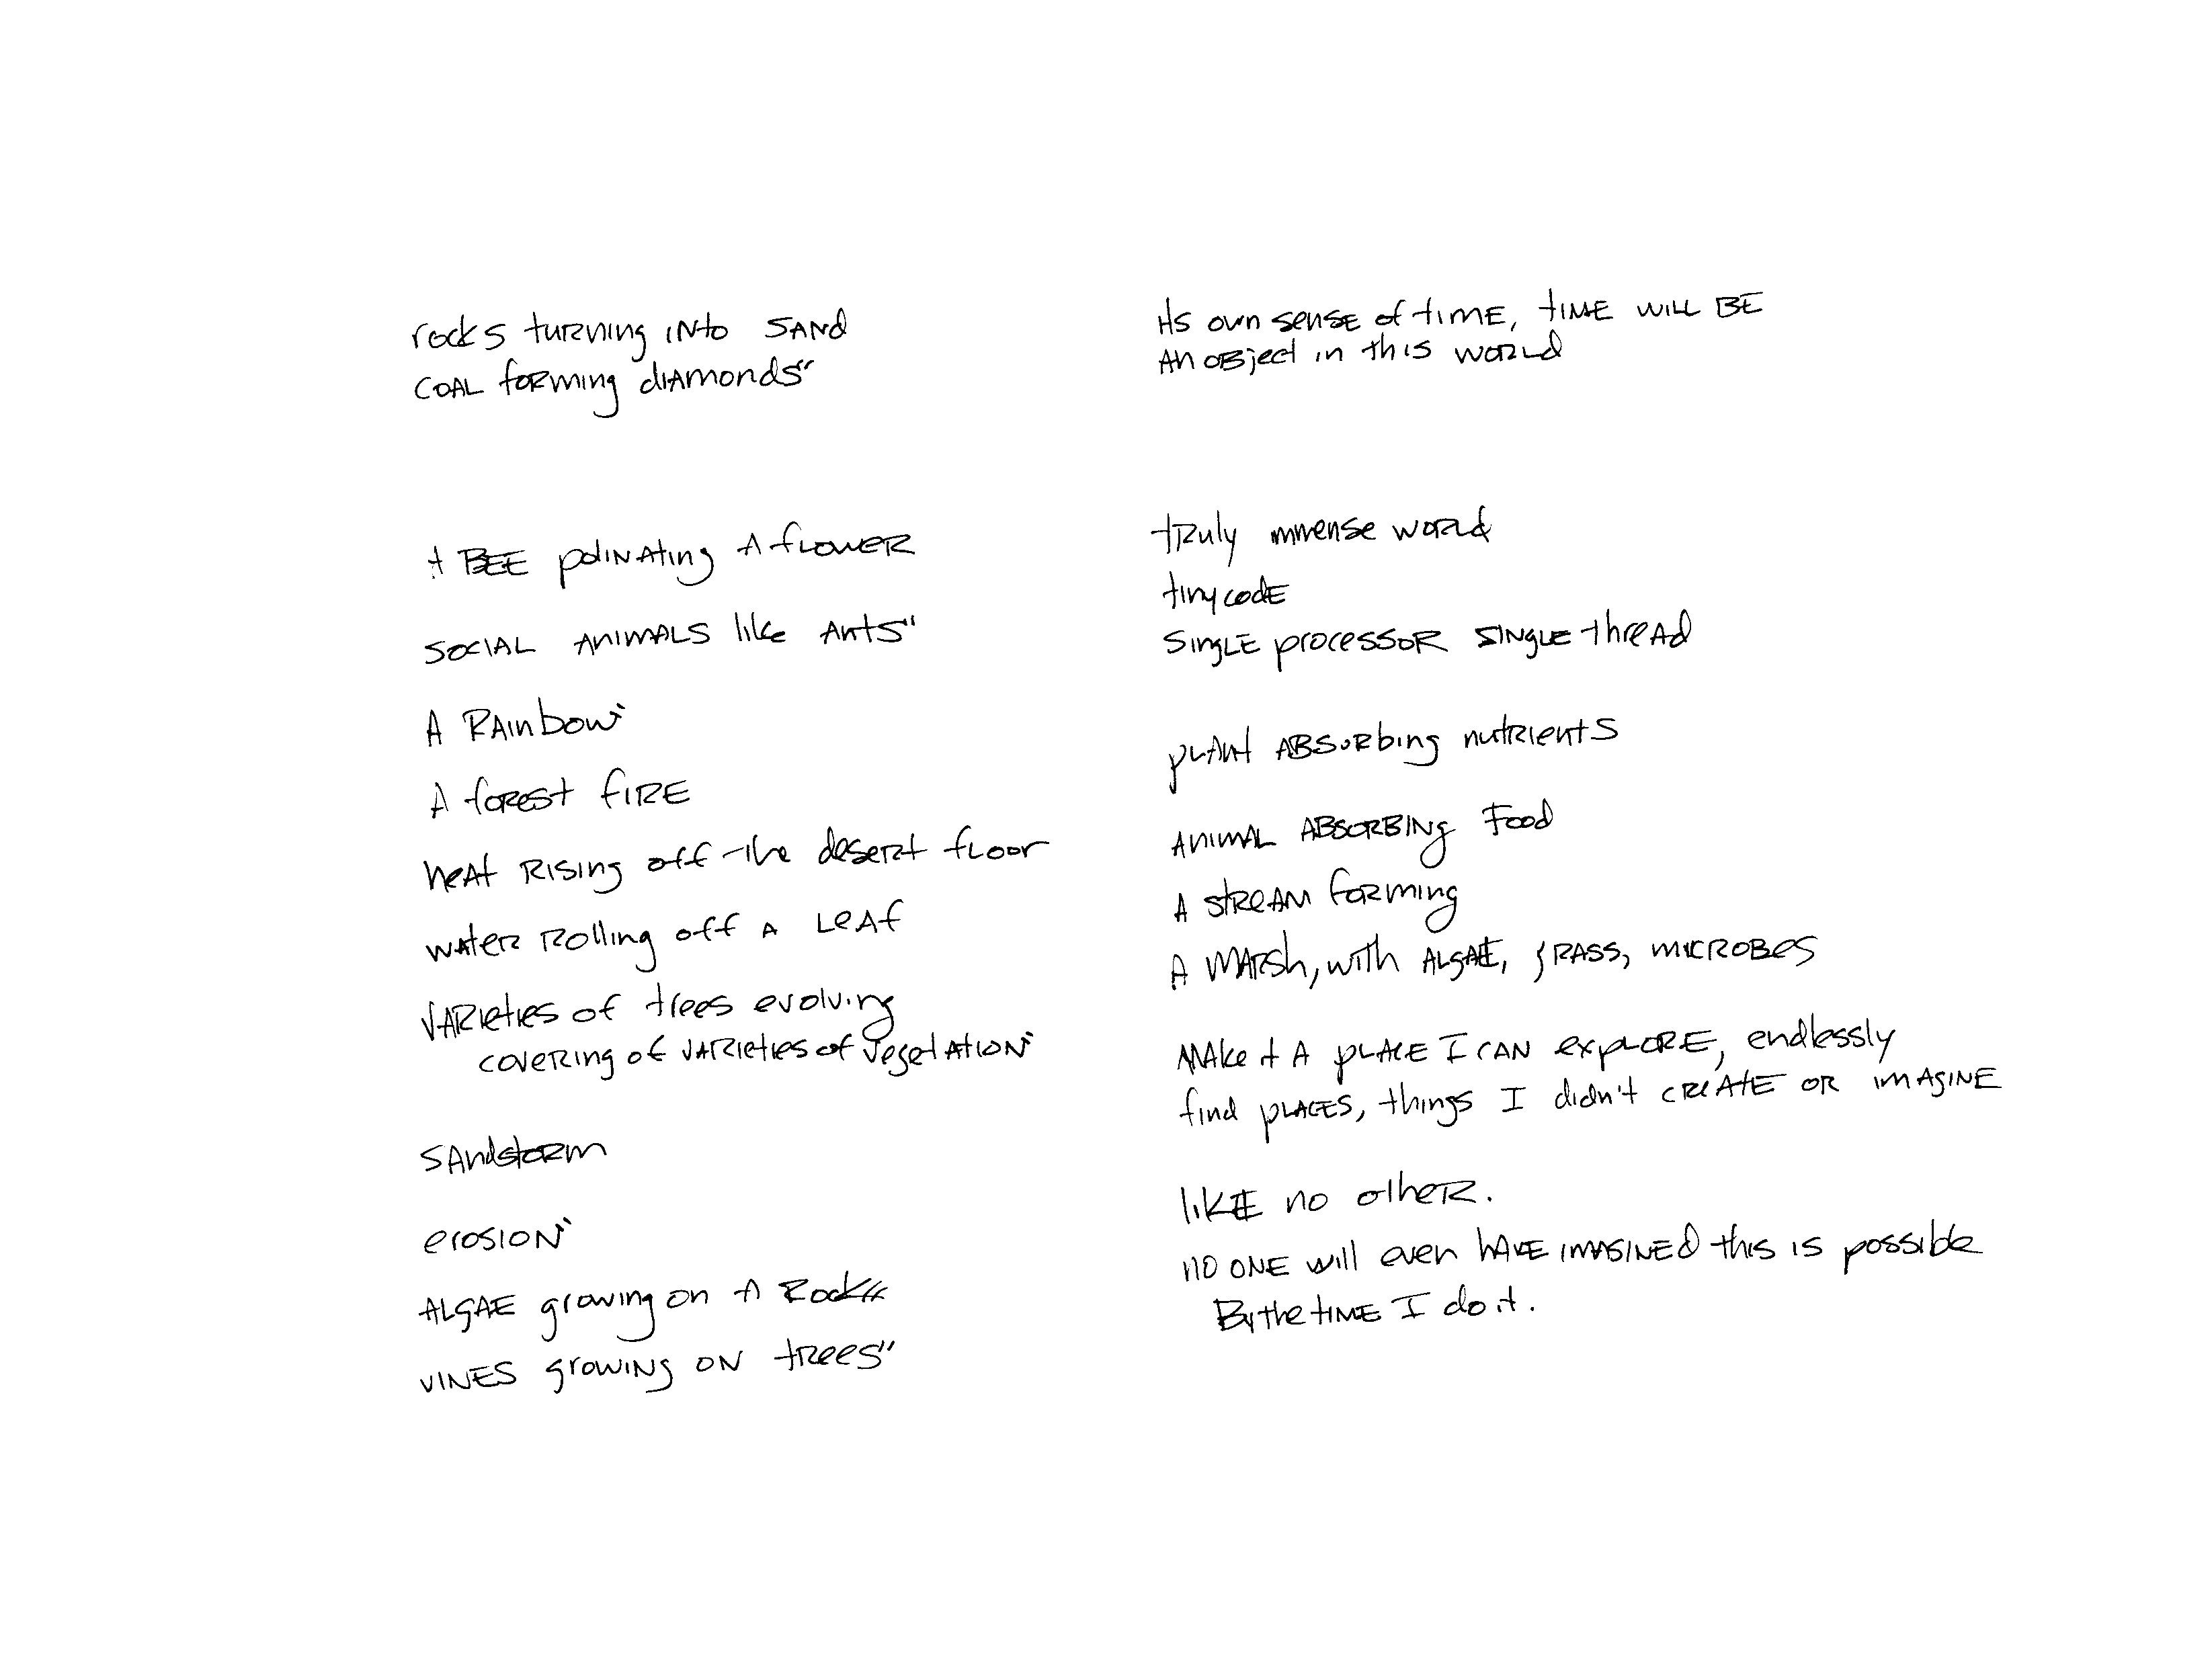 rocks turning into sand
coal forming diamonds"
A Bee polinating a flower
social animals like ants"
A Rainbow
A forest fire
heat rising off the desert floor
water rolling off a leaf
varieties of trees evolving
covering of varieties of vegetation
sandstorm
erosion
Algae growing on a Rock"
vines growing on trees"
its own sense of time, time will be
an object in this world
truly immense world
tiny code
single processor single thread
plant absorbing nutrients
animal absorbing food
A stream forming
A marsh, with algae, grass, microbes
Make it A place I can explore, endlessly
find places, things I didn't create or imagine
like no other.
no one will even have imagined this is possible
By the time I do it.